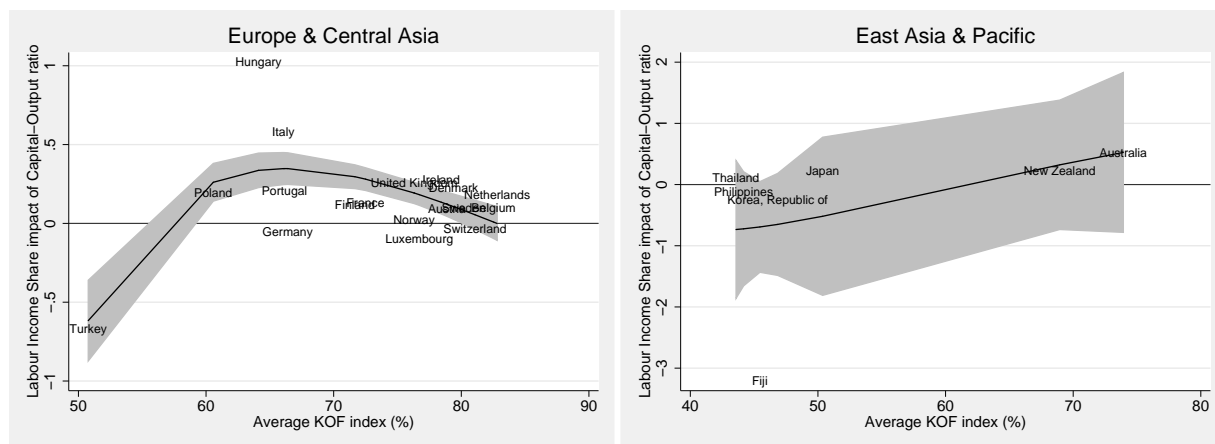 Europe & Central Asia
Labour Income Share impact of Capital–Output ratio
1
.5
0
−.5
−1
Hungary
Italy
Poland
Portugal
Germany
Finland
France
United Kingdom
Ireland
Denmark
Netherlands
Austria
Sweden
Belgium
Norway
Switzerland
Luxembourg
Turkey
50 60 70 80 90
Average KOF index (%)
East Asia & Pacific
Labour Income Share impact of Capital–Output ratio
2
1
0
−1
−2
−3
Thailand
Philippines
Korea, Republic of
Japan
New Zealand
Australia
Fiji
40 50 60 70 80
Average KOF index (%)